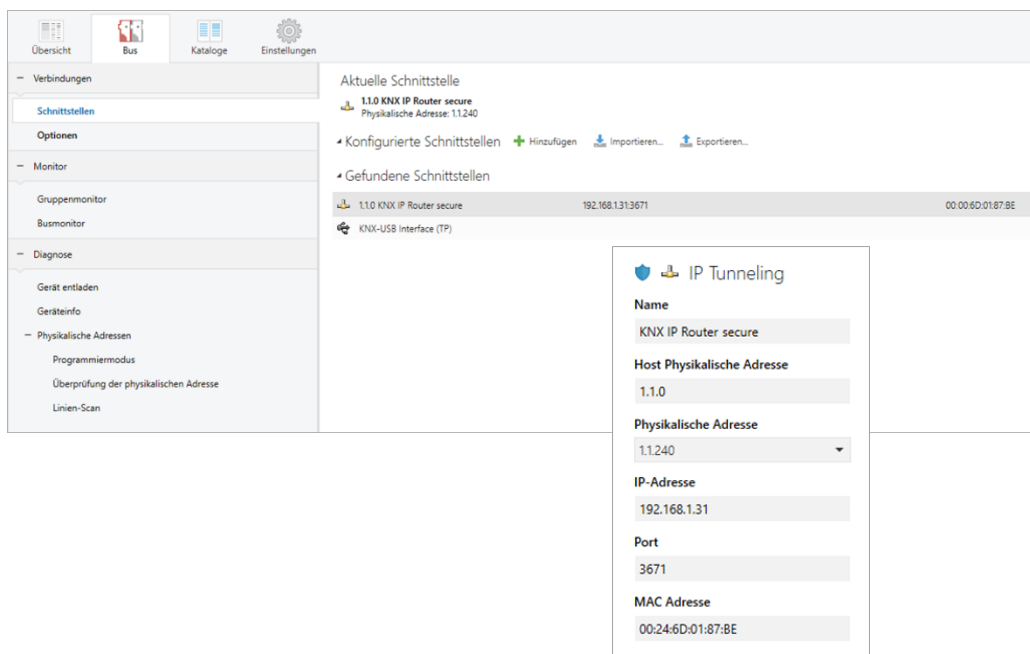 Übersicht Bus Kataloge Einstellungen
Verbindungen
Schnittstellen
Optionen
Monitor
Gruppenmonitor
Busmonitor
Diagnose
Gerät entladen
Geräteinfo
Physikalische Adressen
Programmiermodus
Überprüfung der physikalischen Adresse
Linien-Scan
Aktuelle Schnittstelle
1.1.0 KNX IP Router secure
Physikalische Adresse: 1.1.240
Konfigurierte Schnittstellen Hinzufügen Importieren... Exportieren...
Gefundene Schnittstellen
1.1.0 KNX IP Router secure 192.168.1.31:3671 00:00:6D:01:87:BE
KNX-USB Interface (TP)
IP Tunneling
Name
KNX IP Router secure
Host Physikalische Adresse
1.1.0
Physikalische Adresse
1.1.240
IP-Adresse
192.168.1.31
Port
3671
MAC Adresse
00:24:6D:01:87:BE